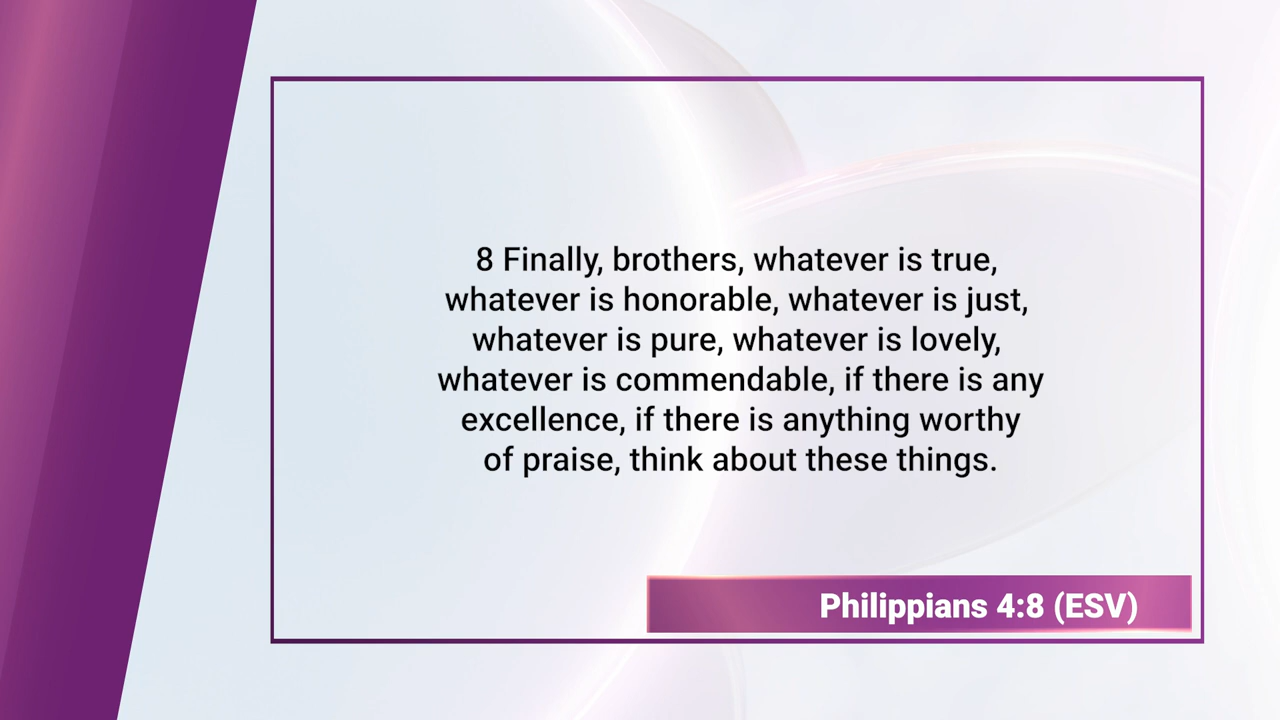 8 Finally, brothers, whatever is true,
whatever is honorable, whatever is just,
whatever is pure, whatever is lovely,
whatever is commendable, if there is any
excellence, if there is anything worthy
of praise, think about these things.
Philippians 4:8 (ESV)